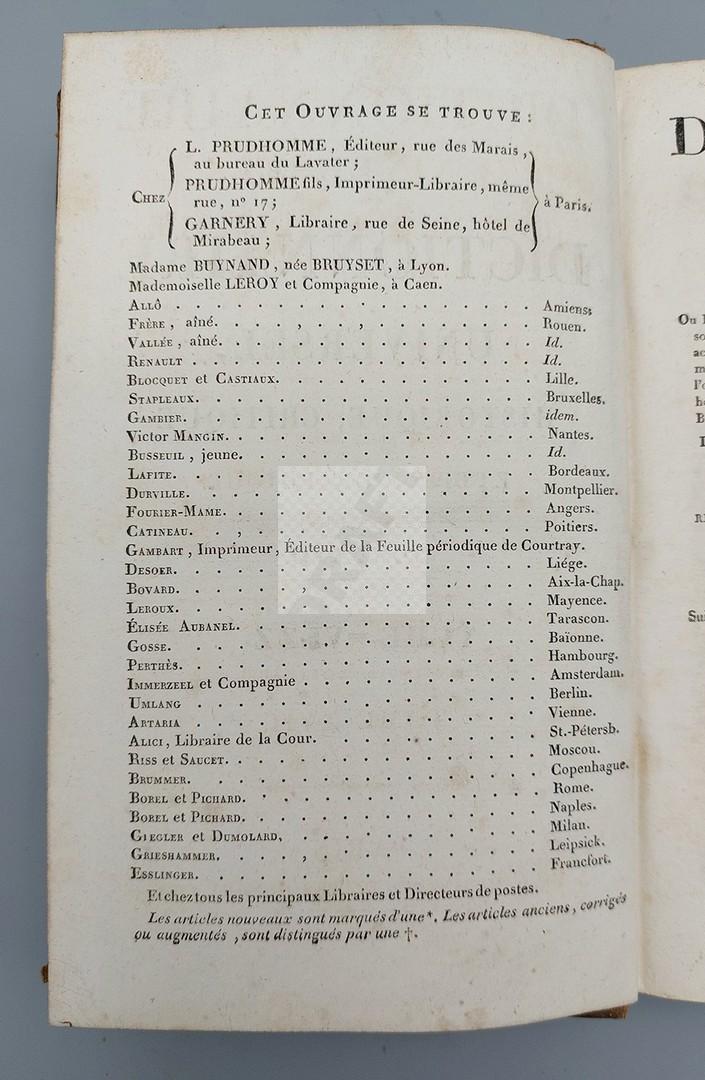 CET OUVRAGE SE TROUVE :
L. PRUDHOMME, Éditeur, rue des Marais,
au bureau du Lavater ;
CHEZ PRUDHOMME fils, Imprimeur-Libraire, même à Paris.
rue, nº 17 ;
GARNERY, Libraire, rue de Seine, hôtel de
Mirabeau ;
Madame BUYNAND, née BRUYSET, à Lyon.
Mademoiselle LEROY et Compagnie, à Caen.
ALLÔ . . . . . . . . . . . . . . . . . Amiens.
FRÈRE, aîné. . . . . . . . . . . . . . . Rouen.
VALLÉE, aîné. . . . . . . . . . . . . . . Id.
RENAULT . . . . . . . . . . . . . . . . Id.
BLOCQUET et CASTIAUX. . . . . . . . . . . . Lille.
STAPLEAUX. . . . . . . . . . . . . . . . Bruxelles.
GAMBIER. . . . . . . . . . . . . . . . . idem.
Victor MANGIN. . . . . . . . . . . . . . . Nantes.
BUSSEUIL, jeune. . . . . . . . . . . . . . Id.
LAFITE. . . . . . . . . . . . . . . . . Bordeaux.
DURVILLE. . . . . . . . . . . . . . . . Montpellier.
FOURIER-MAME. . . . . . . . . . . . . . . Angers.
CATINEAU. . . . . . . . . . . . . . . . Poitiers.
GAMBART, Imprimeur, Éditeur de la Feuille périodique de Courtray.
DESOER. . . . . . . . . . . . . . . . . Liége.
BOVARD. . . . . . . . . . . . . . . . . Aix-la-Chap.
LEROUX. . . . . . . . . . . . . . . . . Mayence.
ÉLISÉE AUBANEL. . . . . . . . . . . . . . Tarascon.
GOSSE. . . . . . . . . . . . . . . . . Baïonne.
PERTHÈS. . . . . . . . . . . . . . . . . Hambourg.
IMMERZEEL et Compagnie . . . . . . . . . . . Amsterdam.
UMLANG . . . . . . . . . . . . . . . . Berlin.
ARTARIA . . . . . . . . . . . . . . . . Vienne.
ALICI, Libraire de la Cour. . . . . . . . . . St.-Pétersb.
RISS et SAUCET. . . . . . . . . . . . . . Moscou.
BRUMMER. . . . . . . . . . . . . . . . Copenhague.
BOREL et PICHARD. . . . . . . . . . . . . Rome.
BOREL et PICHARD. . . . . . . . . . . . . Naples.
GIEGLER et DUMOLARD, . . . . . . . . . . . Milan.
GRIESHAMMER. . . . . . . . . . . . . . . Leipsick.
ESSLINGER. . . . . . . . . . . . . . . . Francfort.
Et chez tous les principaux Libraires et Directeurs de postes.
Les articles nouveaux sont marqués d'une *. Les articles anciens, corrigés
ou augmentés, sont distingués par une †.